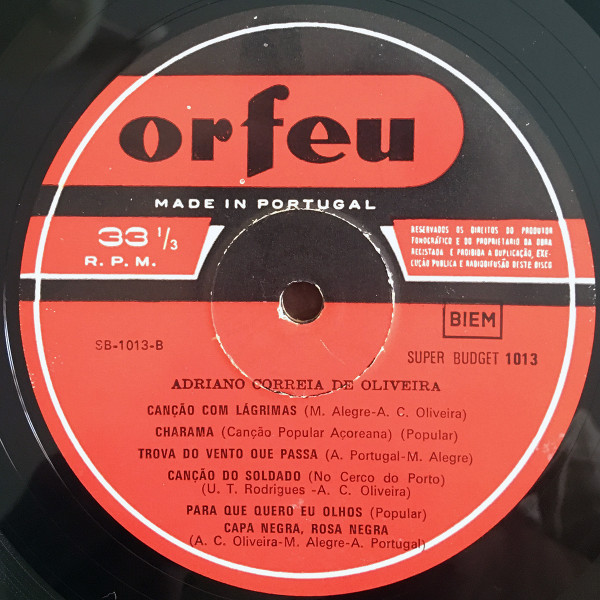 orfeu
MADE IN PORTUGAL
33 1/3
R. P. M.
RESERVADOS OS DIREITOS DO PRODUTOR
FONOGRÁFICO E DO PROPRIETARIO DA OBRA
REGISTADA E PROIBIDA A DUPLICAÇÃO, EXE-
CUÇÃO PUBLICA E RADIODIFUSÃO DESTE DISCO
BIEM
SB-1013-B
SUPER BUDGET 1013
ADRIANO CORREIA DE OLIVEIRA
CANÇÃO COM LÁGRIMAS (M. Alegre-A. C. Oliveira)
CHARAMA (Canção Popular Açoreana) (Popular)
TROVA DO VENTO QUE PASSA (A. Portugal-M. Alegre)
CANÇÃO DO SOLDADO (No Cerco do Porto)
(U. T. Rodrigues -A. C. Oliveira)
PARA QUE QUERO EU OLHOS (Popular)
CAPA NEGRA, ROSA NEGRA
(A. C. Oliveira-M. Alegre-A. Portugal)